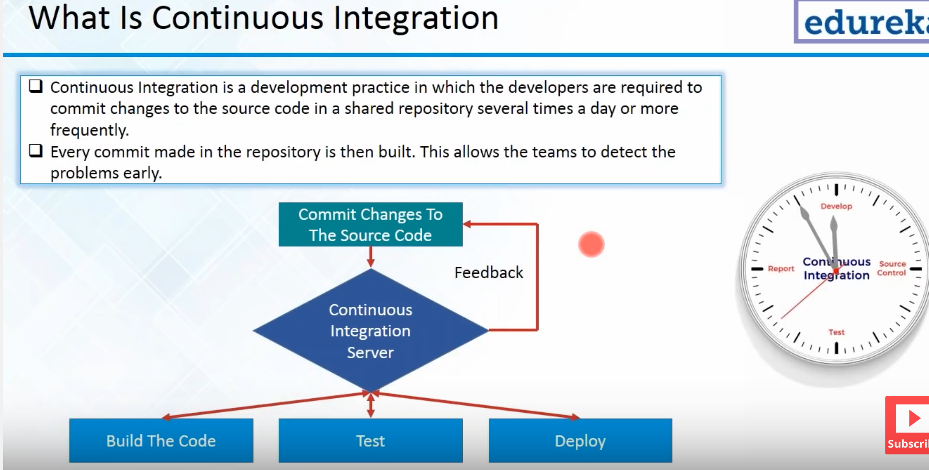 What Is Continuous Integration
edureka
Continuous Integration is a development practice in which the developers are required to
commit changes to the source code in a shared repository several times a day or more
frequently.
Every commit made in the repository is then built. This allows the teams to detect the
problems early.
Commit Changes To
The Source Code
Feedback
Continuous
Integration
Server
Build The Code
Test
Deploy
Develop
Report
Continuous
Integration
Source
Control
Test
Subscri